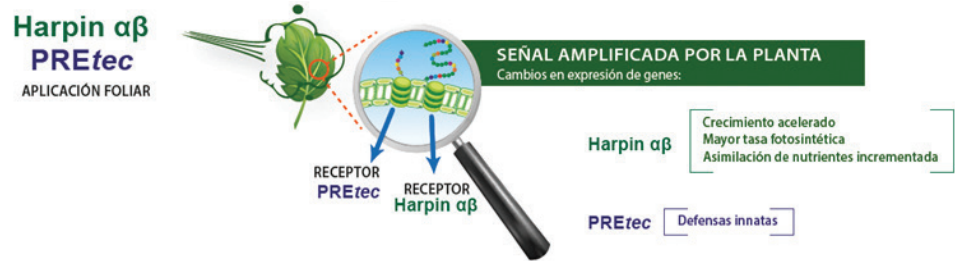 Harpin αβ
PREtec
APLICACIÓN FOLIAR
RECEPTOR
PREtec
RECEPTOR
Harpin αβ
SEÑAL AMPLIFICADA POR LA PLANTA
Cambios en expresión de genes:
Harpin αβ
Crecimiento acelerado
Mayor tasa fotosintética
Asimilación de nutrientes incrementada
PREtec
Defensas innatas